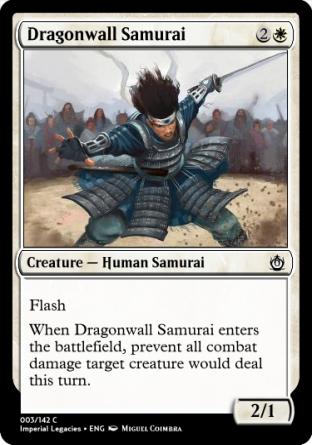 Dragonwall Samurai 2
Creature — Human Samurai
Flash
When Dragonwall Samurai enters
the battlefield, prevent all combat
damage target creature would deal
this turn.
2/1
003/142 C
Imperial Legacies • ENG Miguel Coimbra